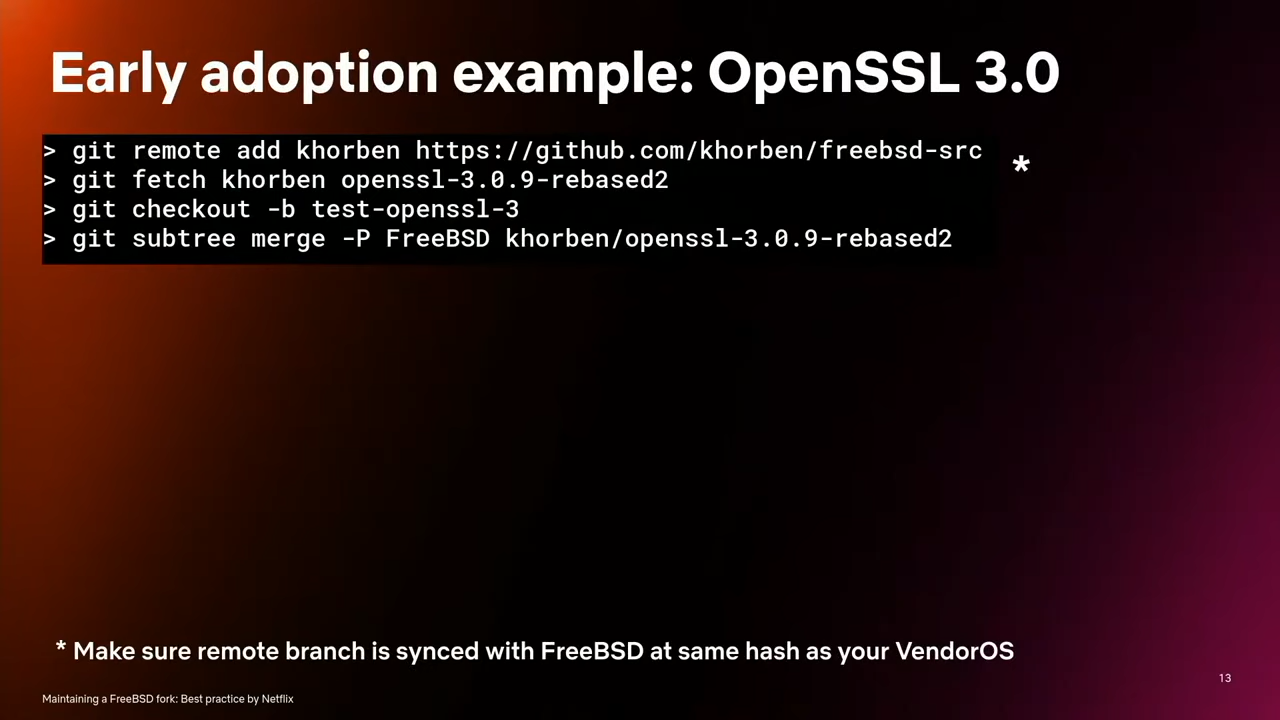 Early adoption example: OpenSSL 3.0
> git remote add khorben https://github.com/khorben/freebsd-src
*
> git fetch khorben openssl-3.0.9-rebased2
> git checkout -b test-openssl-3
> git subtree merge -P FreeBSD khorben/openssl-3.0.9-rebased2
* Make sure remote branch is synced with FreeBSD at same hash as your VendorOS
13
Maintaining a FreeBSD fork: Best practice by Netflix